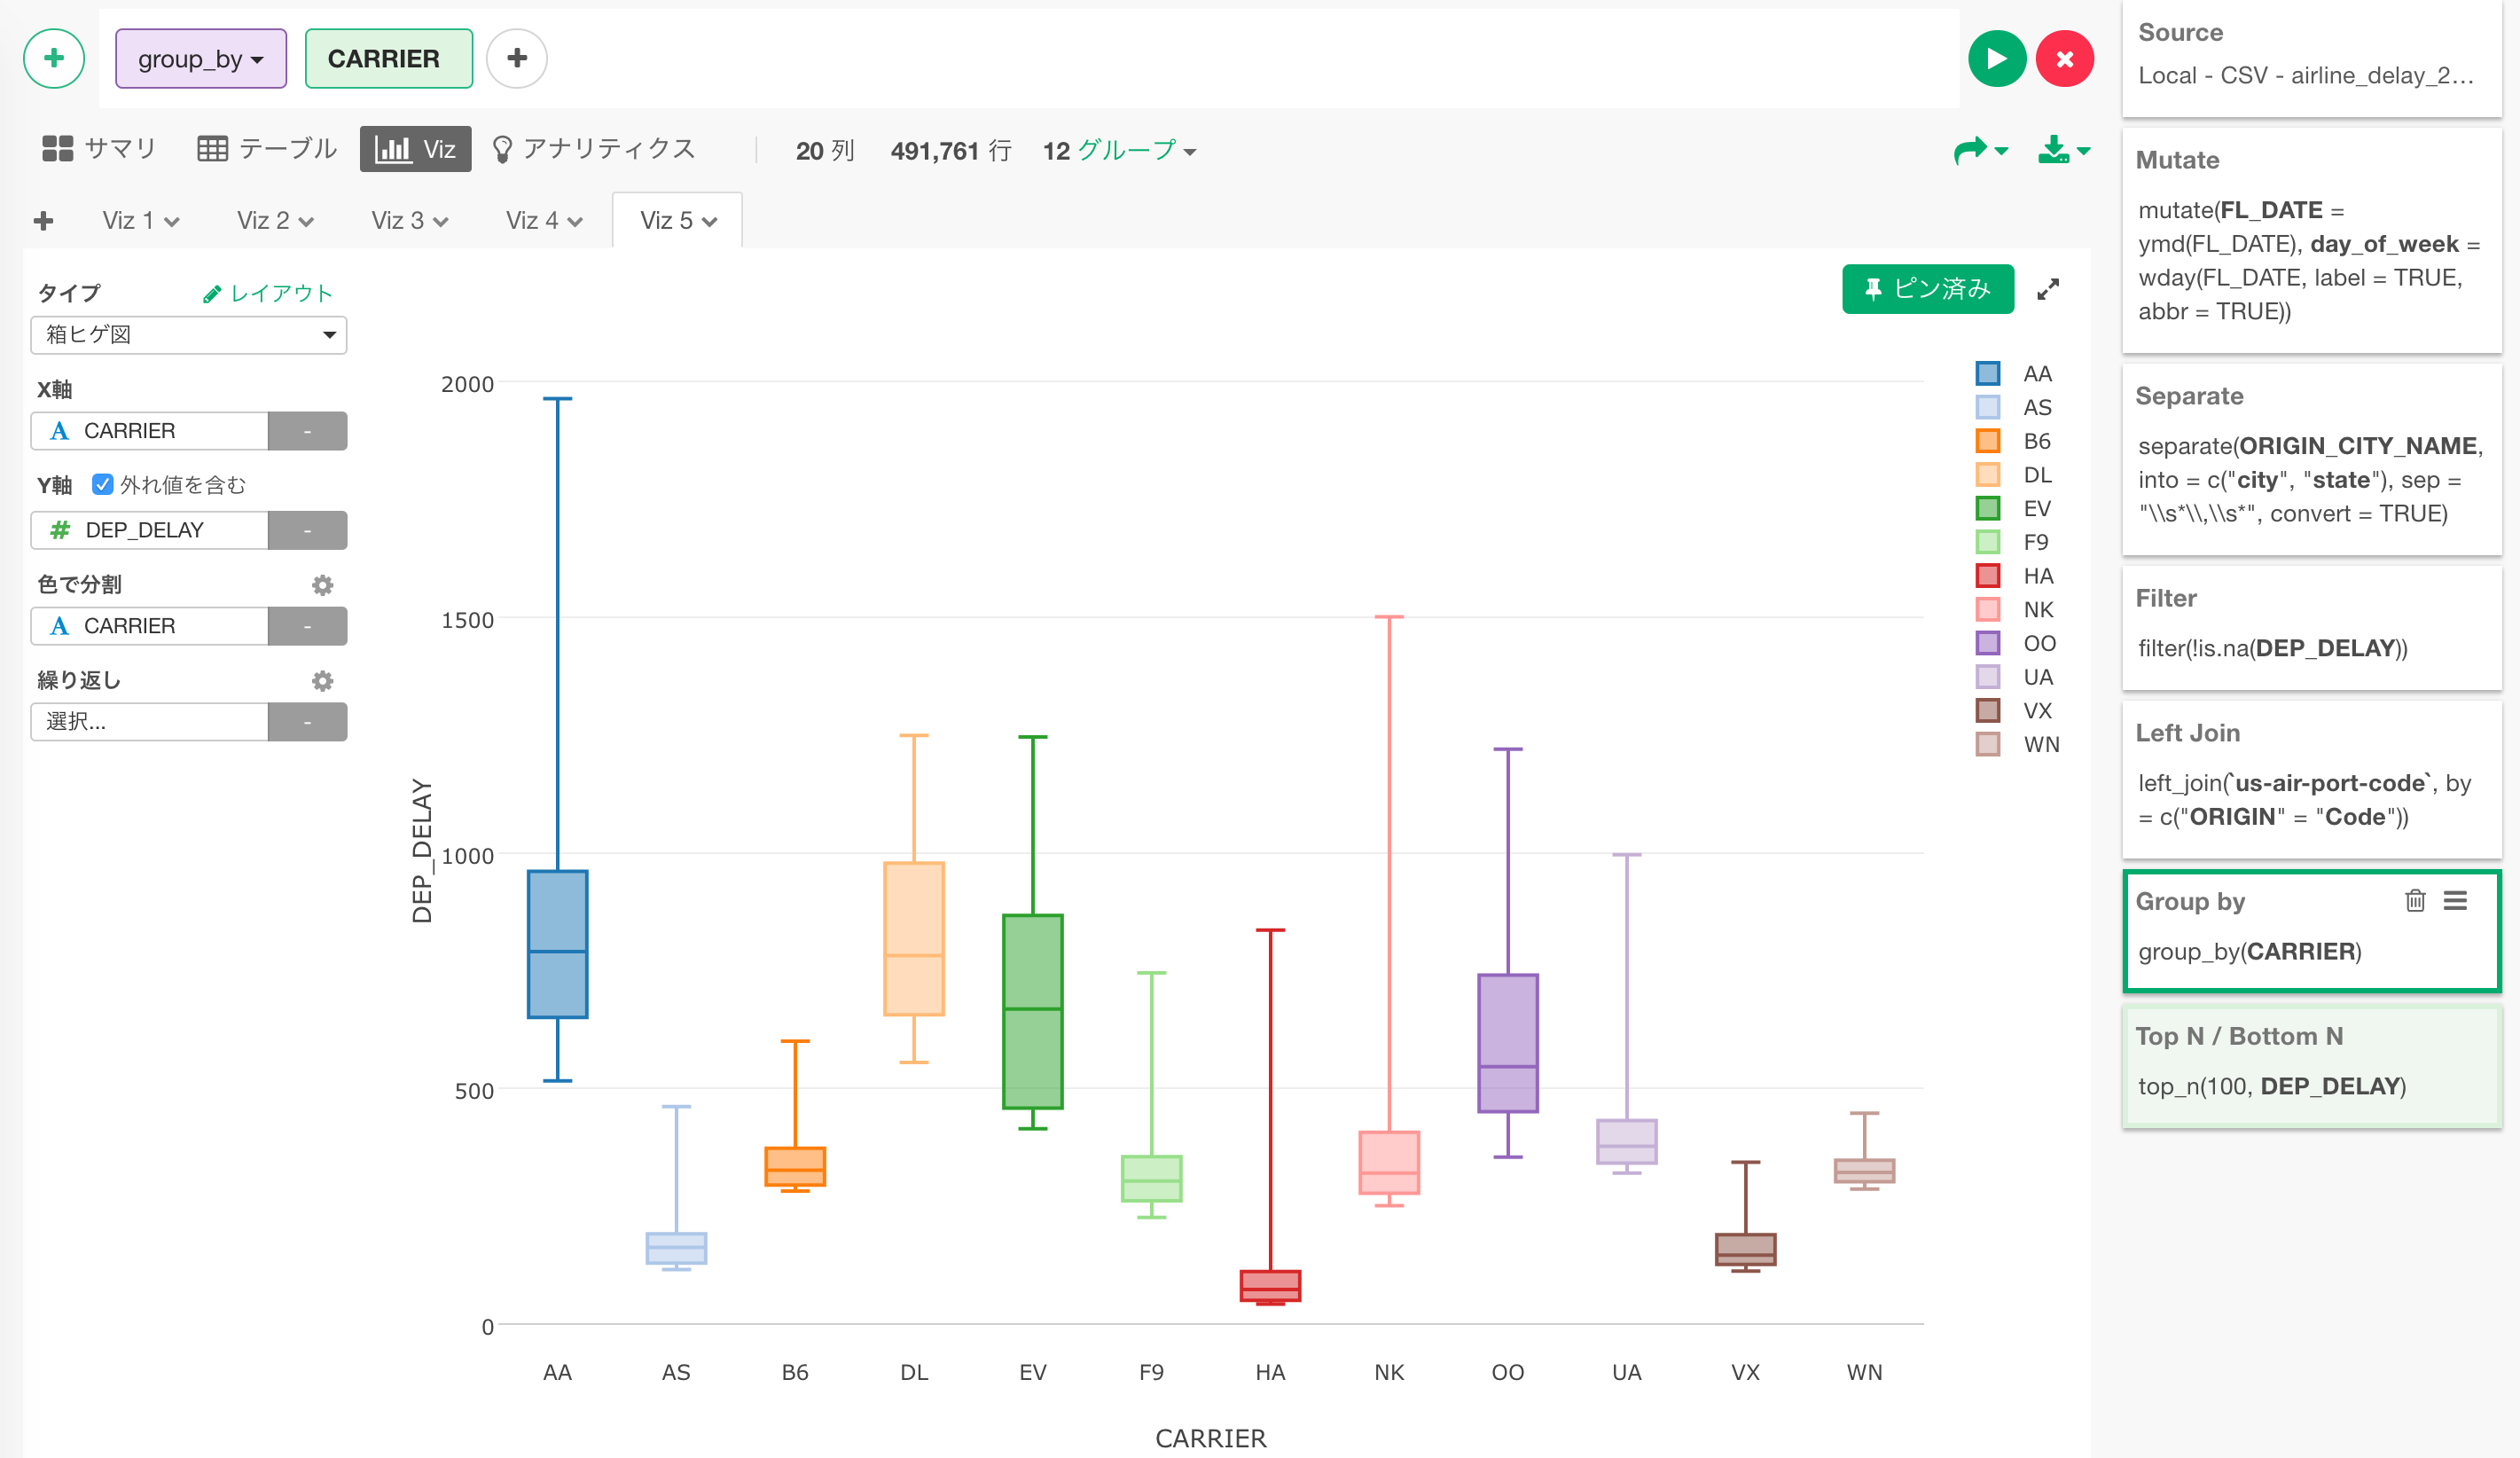 group_by
CARRIER
サマリ
テーブル
Viz
アナリティクス
20 列
491,761 行
12 グループ
Viz 1
Viz 2
Viz 3
Viz 4
Viz 5
タイプ
レイアウト
箱ヒゲ図
X軸
A CARRIER
-
Y軸
外れ値を含む
# DEP_DELAY
-
色で分割
A CARRIER
-
繰り返し
選択...
-
ピン済み
DEP_DELAY
2000
1500
1000
500
0
AA
AS
B6
DL
EV
F9
HA
NK
OO
UA
VX
WN
CARRIER
AA
AS
B6
DL
EV
F9
HA
NK
OO
UA
VX
WN
Source
Local - CSV - airline_delay_2...
Mutate
mutate(FL_DATE =
ymd(FL_DATE), day_of_week =
wday(FL_DATE, label = TRUE,
abbr = TRUE))
Separate
separate(ORIGIN_CITY_NAME,
into = c("city", "state"), sep =
"\\s*\\,\\s*", convert = TRUE)
Filter
filter(!is.na(DEP_DELAY))
Left Join
left_join(`us-air-port-code`, by
= c("ORIGIN" = "Code"))
Group by
group_by(CARRIER)
Top N / Bottom N
top_n(100, DEP_DELAY)